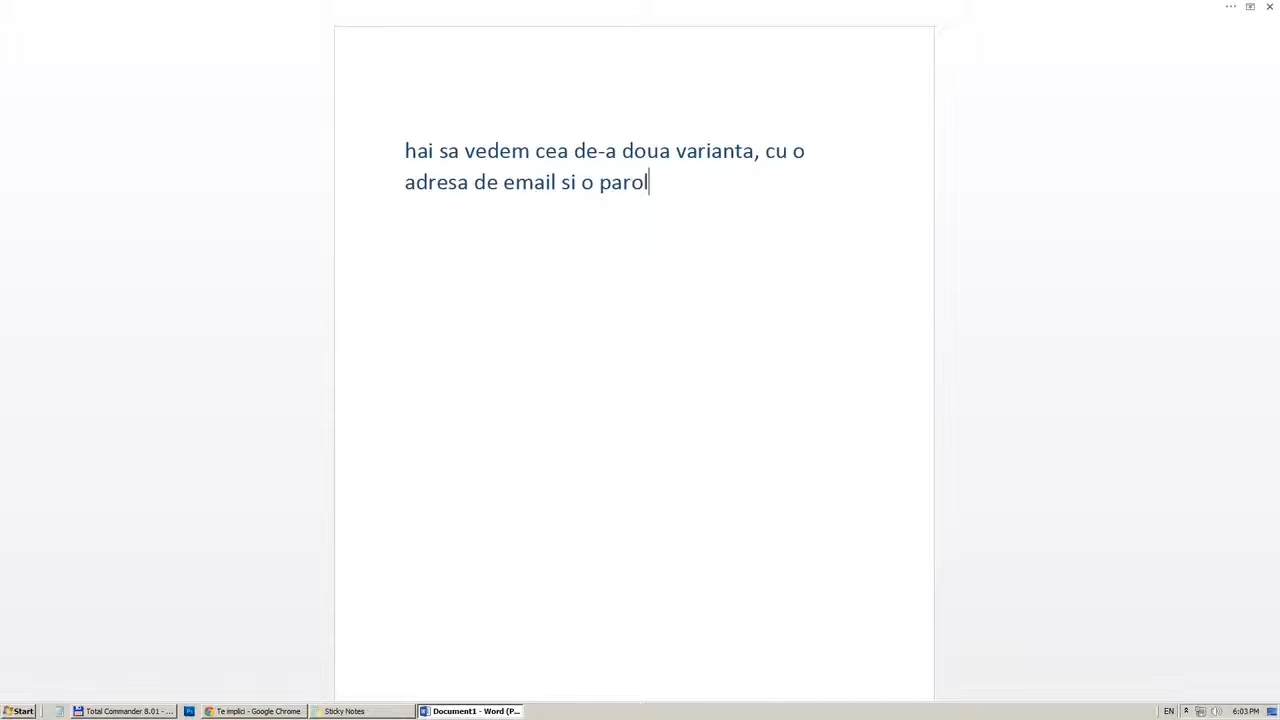 hai sa vedem cea de-a doua varianta, cu o
adresa de email si o parol
Start
Total Commander 8.01 - ...
Te implici - Google Chrome
Sticky Notes
Document1 - Word (P...
EN
6:03 PM